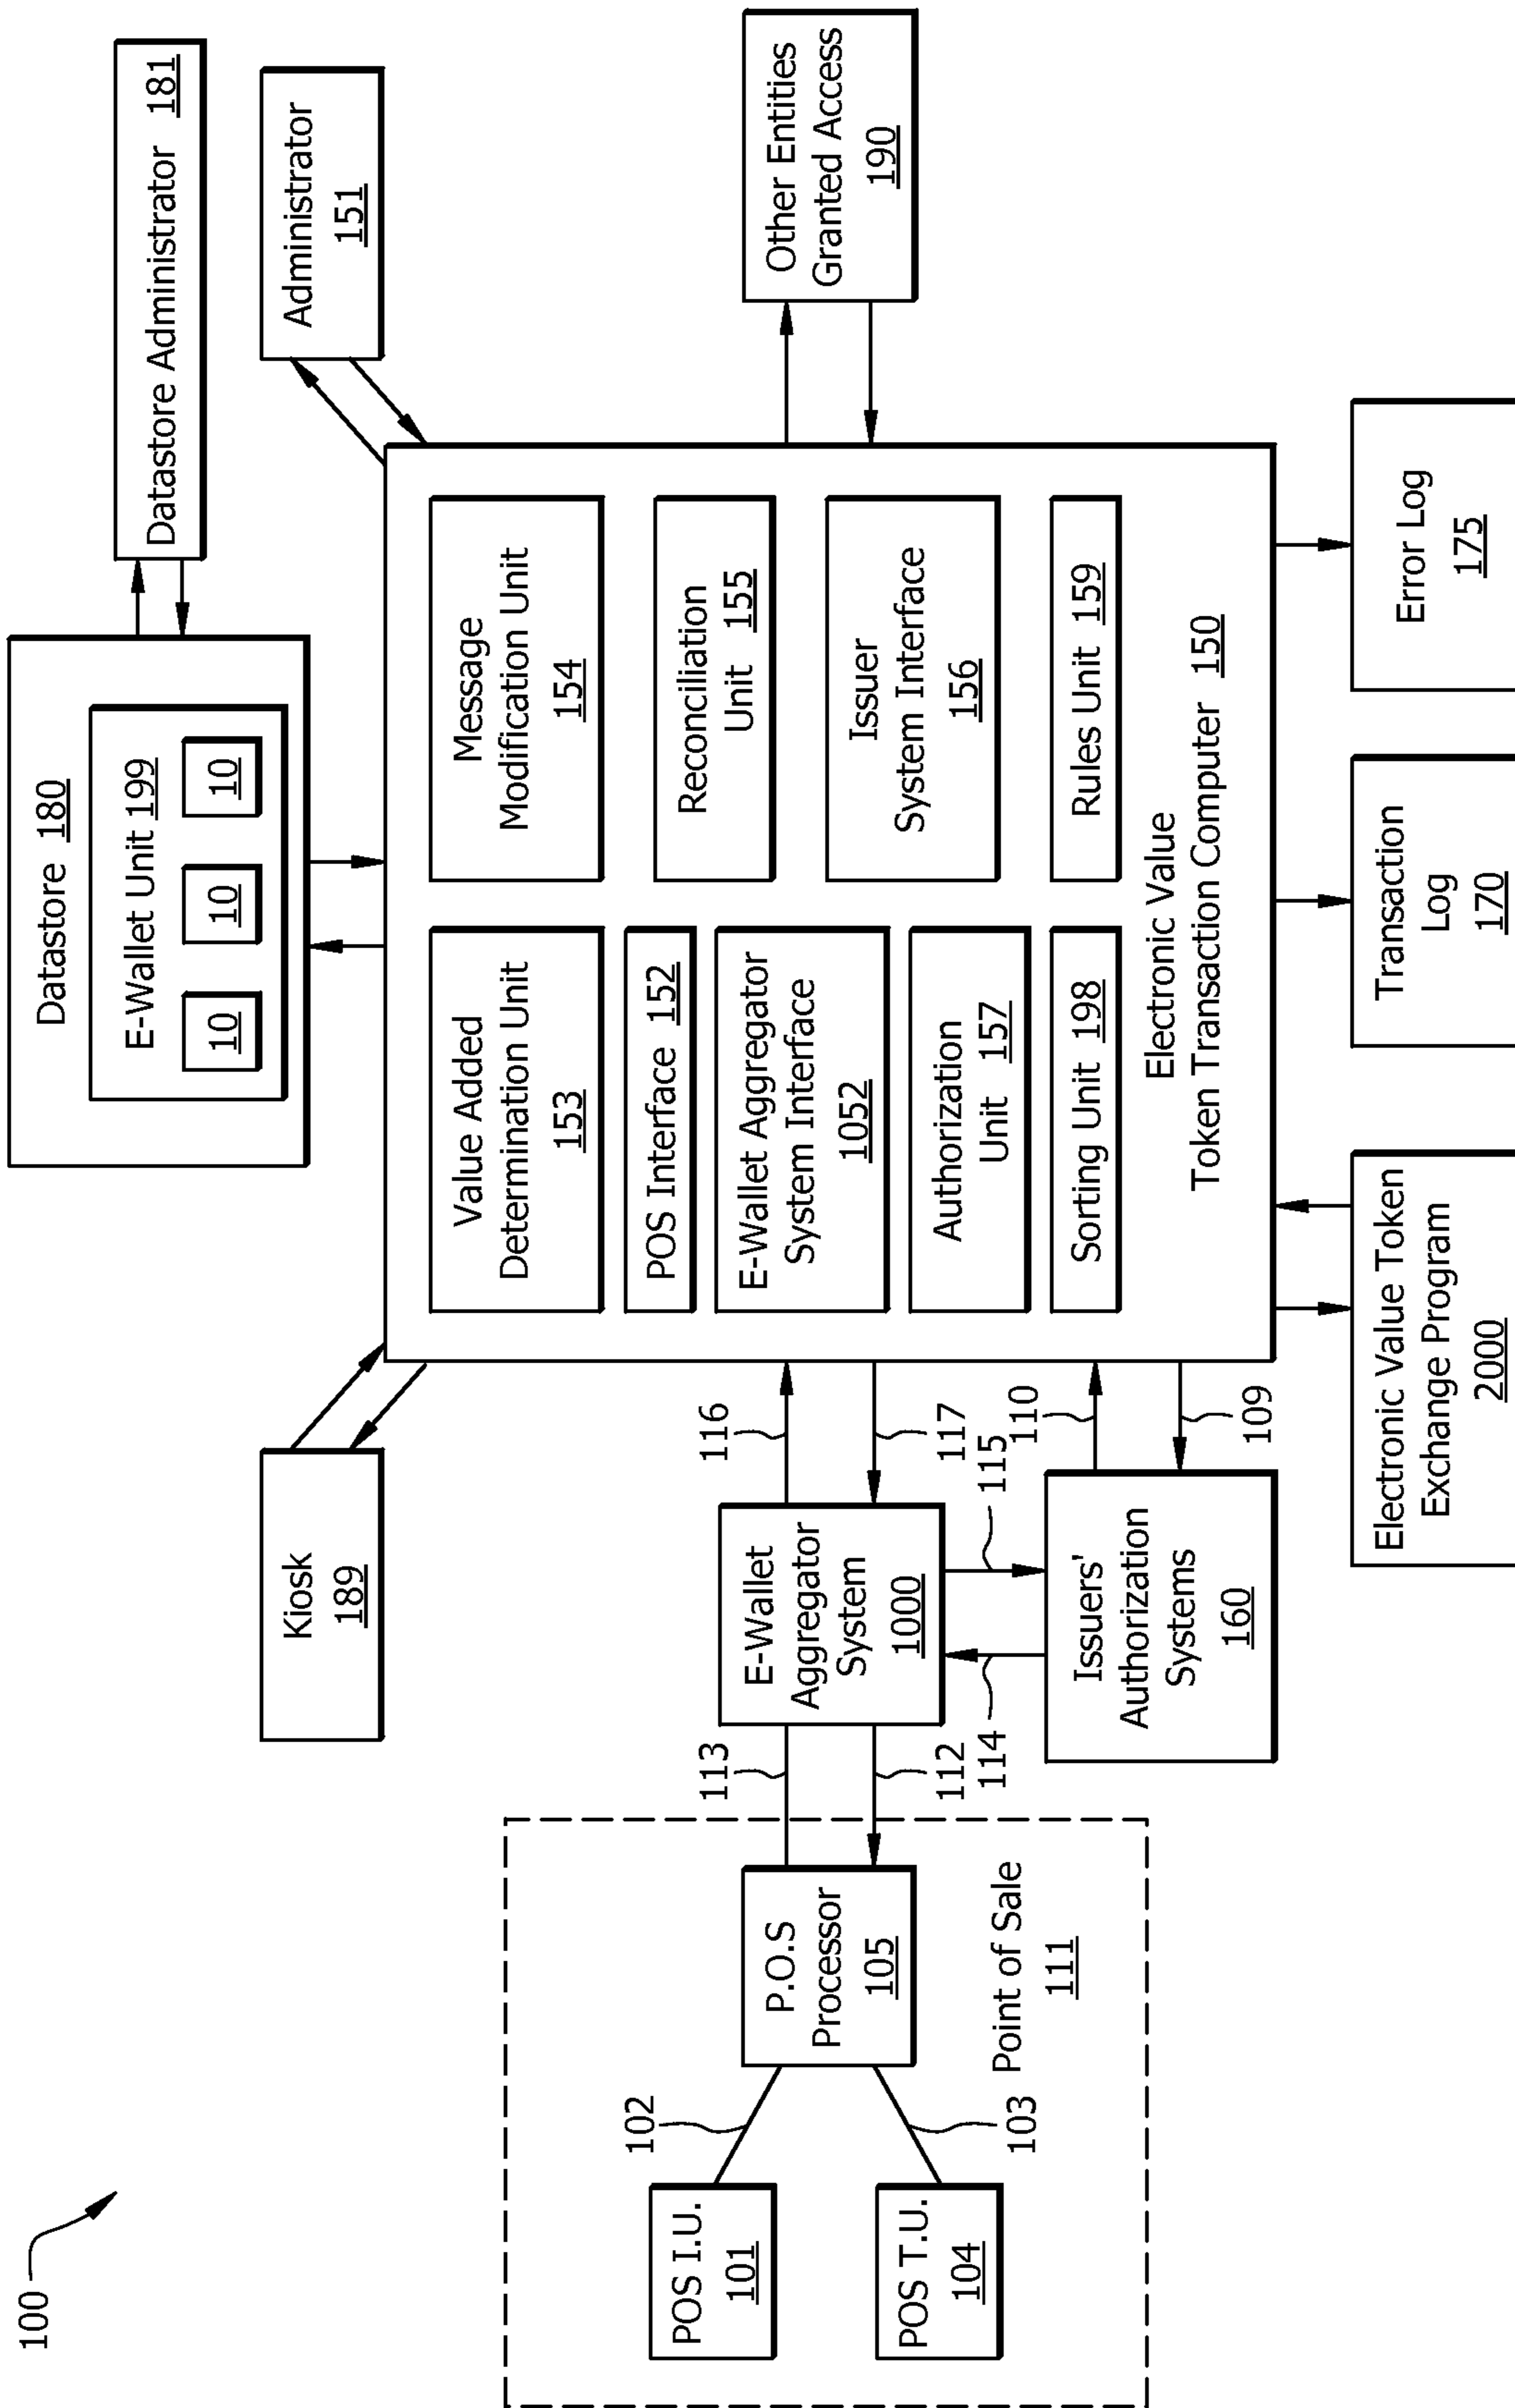 100
Datastore 180
E-Wallet Unit 199
10
10
10
Datastore Administrator 181
Kiosk
189
Administrator
151
Value Added
Determination Unit
153
Message
Modification Unit
154
POS Interface 152
Reconciliation
Unit 155
E-Wallet Aggregator
System Interface
1052
Issuer
System Interface
156
Authorization
Unit 157
Sorting Unit 198
Rules Unit 159
Electronic Value
Token Transaction Computer 150
Other Entities
Granted Access
190
POS I.U.
101
102
POS T.U.
104
103
P.O.S
Processor
105
Point of Sale
111
113
112
E-Wallet
Aggregator
System
1000
116
117
114
115
Issuers'
Authorization
Systems
160
110
109
Electronic Value Token
Exchange Program
2000
Transaction
Log
170
Error Log
175